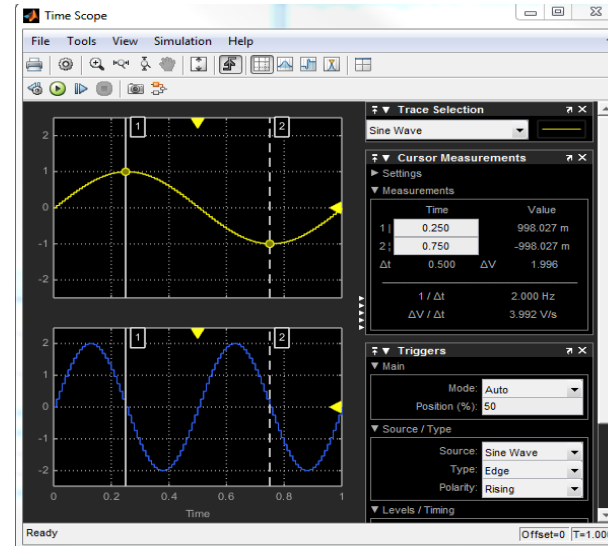 Time Scope
File Tools View Simulation Help
1 2
2
1
0
-1
-2
1 2
2
1
0
-1
-2
0 0.2 0.4 0.6 0.8 1
Time
Trace Selection
Sine Wave
Cursor Measurements
Settings
Measurements
Time Value
1 0.250 998.027 m
2 0.750 -998.027 m
Δt 0.500 ΔV 1.996
1 / Δt 2.000 Hz
ΔV / Δt 3.992 V/s
Triggers
Main
Mode: Auto
Position (%): 50
Source / Type
Source: Sine Wave
Type: Edge
Polarity: Rising
Levels / Timing
Ready Offset=0 T=1.00